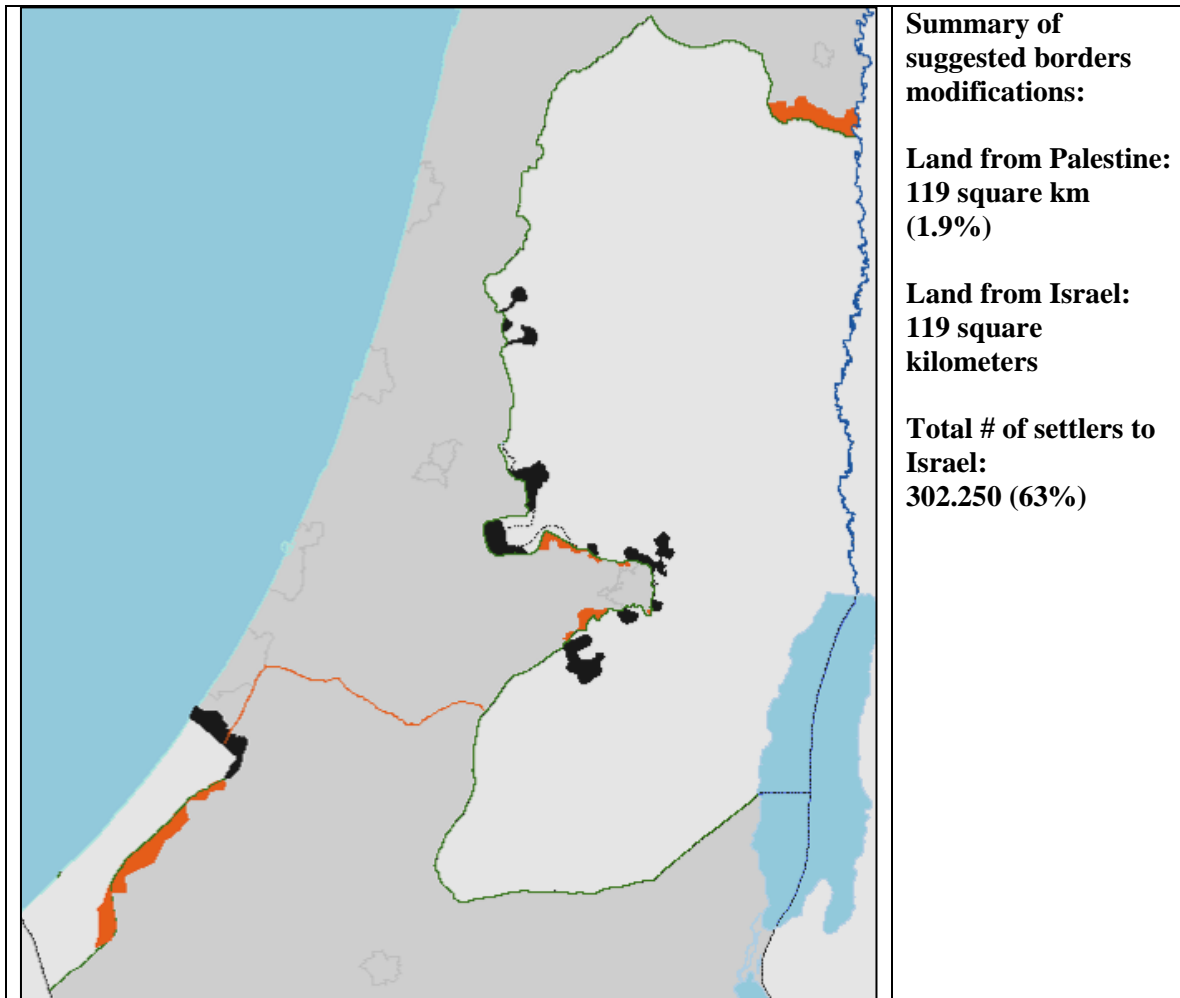 Summary of
suggested borders
modifications:
Land from Palestine:
119 square km
(1.9%)
Land from Israel:
119 square
kilometers
Total # of settlers to
Israel:
302.250 (63%)